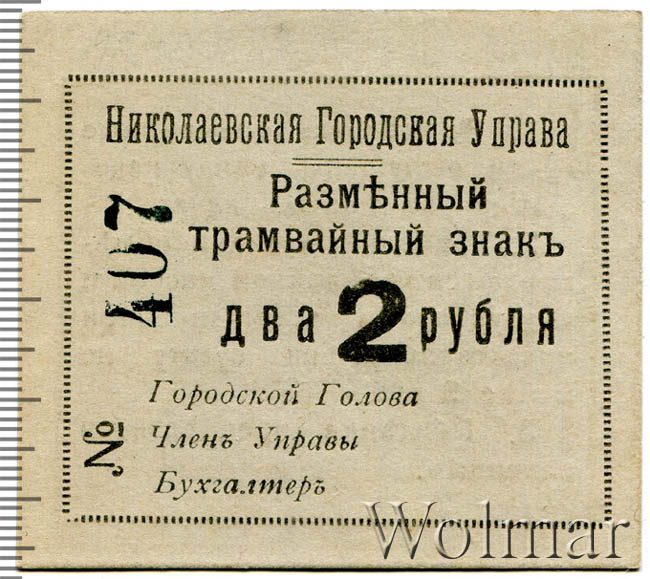 Николаевская Городская Управа
Размѣнный
трамвайный знакъ
два 2 рубля
Городской Голова
Членъ Управы
Бухгалтеръ
№ 407
Wolmar